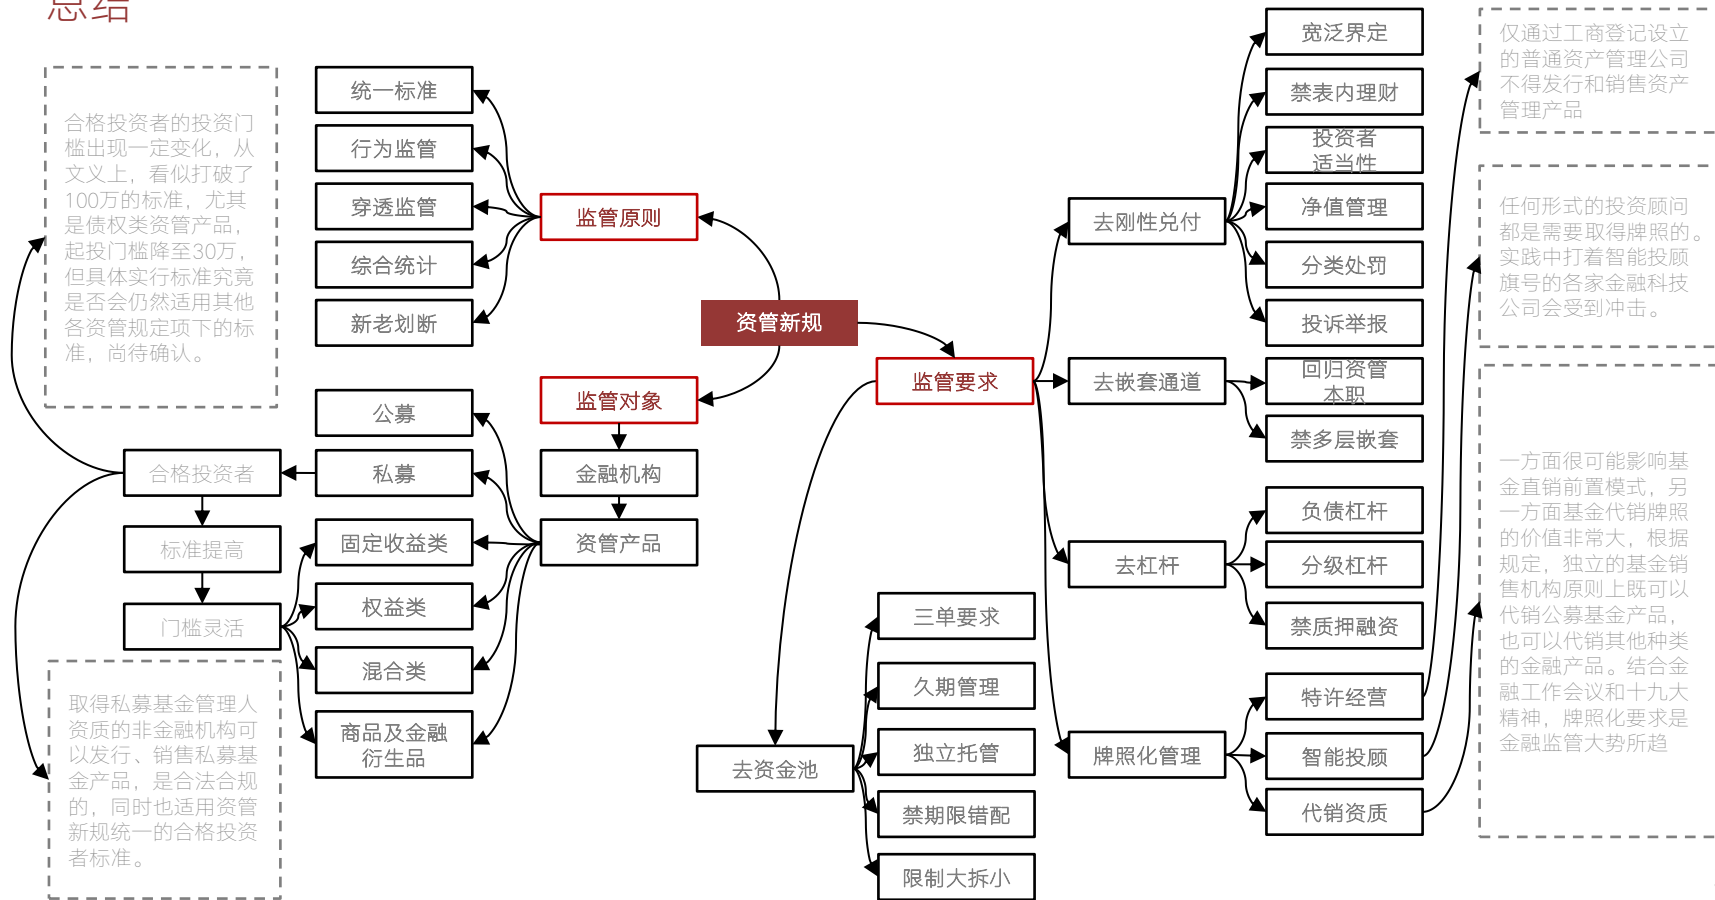 总结
合格投资者的投资门
槛出现一定变化，从
文义上，看似打破了
100万的标准，尤其
是债权类资管产品，
起投门槛降至30万，
但具体实行标准究竟
是否会仍然适用其他
各资管规定项下的标
准，尚待确认。
统一标准
行为监管
穿透监管
综合统计
新老划断
监管原则
资管新规
监管对象
金融机构
资管产品
公募
私募
固定收益类
权益类
混合类
商品及金融
衍生品
合格投资者
标准提高
门槛灵活
取得私募基金管理人
资质的非金融机构可
以发行、销售私募基
金产品，是合法合规
的，同时也适用资管
新规统一的合格投资
者标准。
监管要求
去刚性兑付
宽泛界定
禁表内理财
投资者
适当性
净值管理
分类处罚
投诉举报
去嵌套通道
回归资管
本职
禁多层嵌套
去杠杆
负债杠杆
分级杠杆
禁质押融资
牌照化管理
特许经营
智能投顾
代销资质
去资金池
三单要求
久期管理
独立托管
禁期限错配
限制大拆小
仅通过工商登记设立
的普通资产管理公司
不得发行和销售资产
管理产品
任何形式的投资顾问
都是需要取得牌照的。
实践中打着智能投顾
旗号的各家金融科技
公司会受到冲击。
一方面很可能影响基
金直销前置模式，另
一方面基金代销牌照
的价值非常大，根据
规定，独立的基金销
售机构原则上既可以
代销公募基金产品，
也可以代销其他种类
的金融产品。结合金
融工作会议和十九大
精神，牌照化要求是
金融监管大势所趋